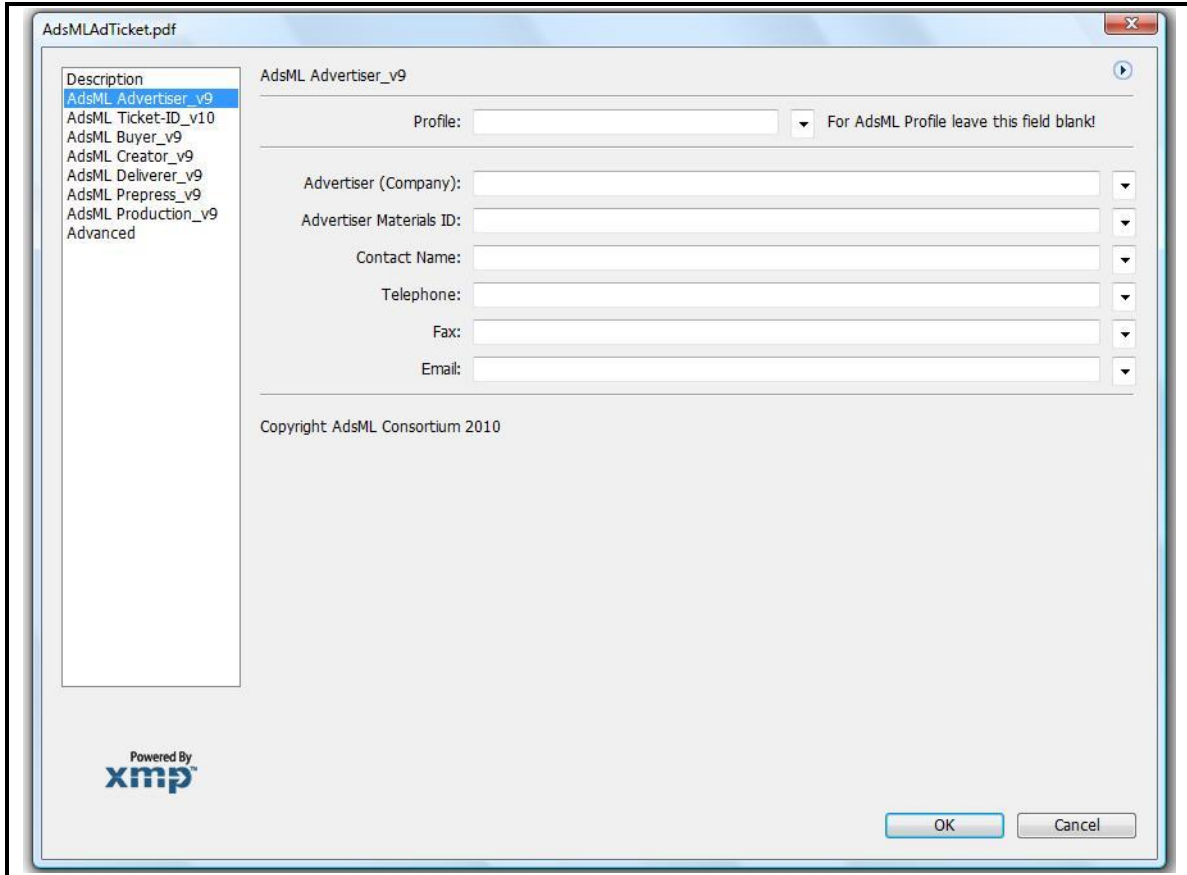 AdsMLAdTicket.pdf
Description
AdsML Advertiser_v9
AdsML Ticket-ID_v10
AdsML Buyer_v9
AdsML Creator_v9
AdsML Deliverer_v9
AdsML Prepress_v9
AdsML Production_v9
Advanced
AdsML Advertiser_v9
Profile: For AdsML Profile leave this field blank!
Advertiser (Company):
Advertiser Materials ID:
Contact Name:
Telephone:
Fax:
Email:
Copyright AdsML Consortium 2010
Powered By
xmp™
OK Cancel